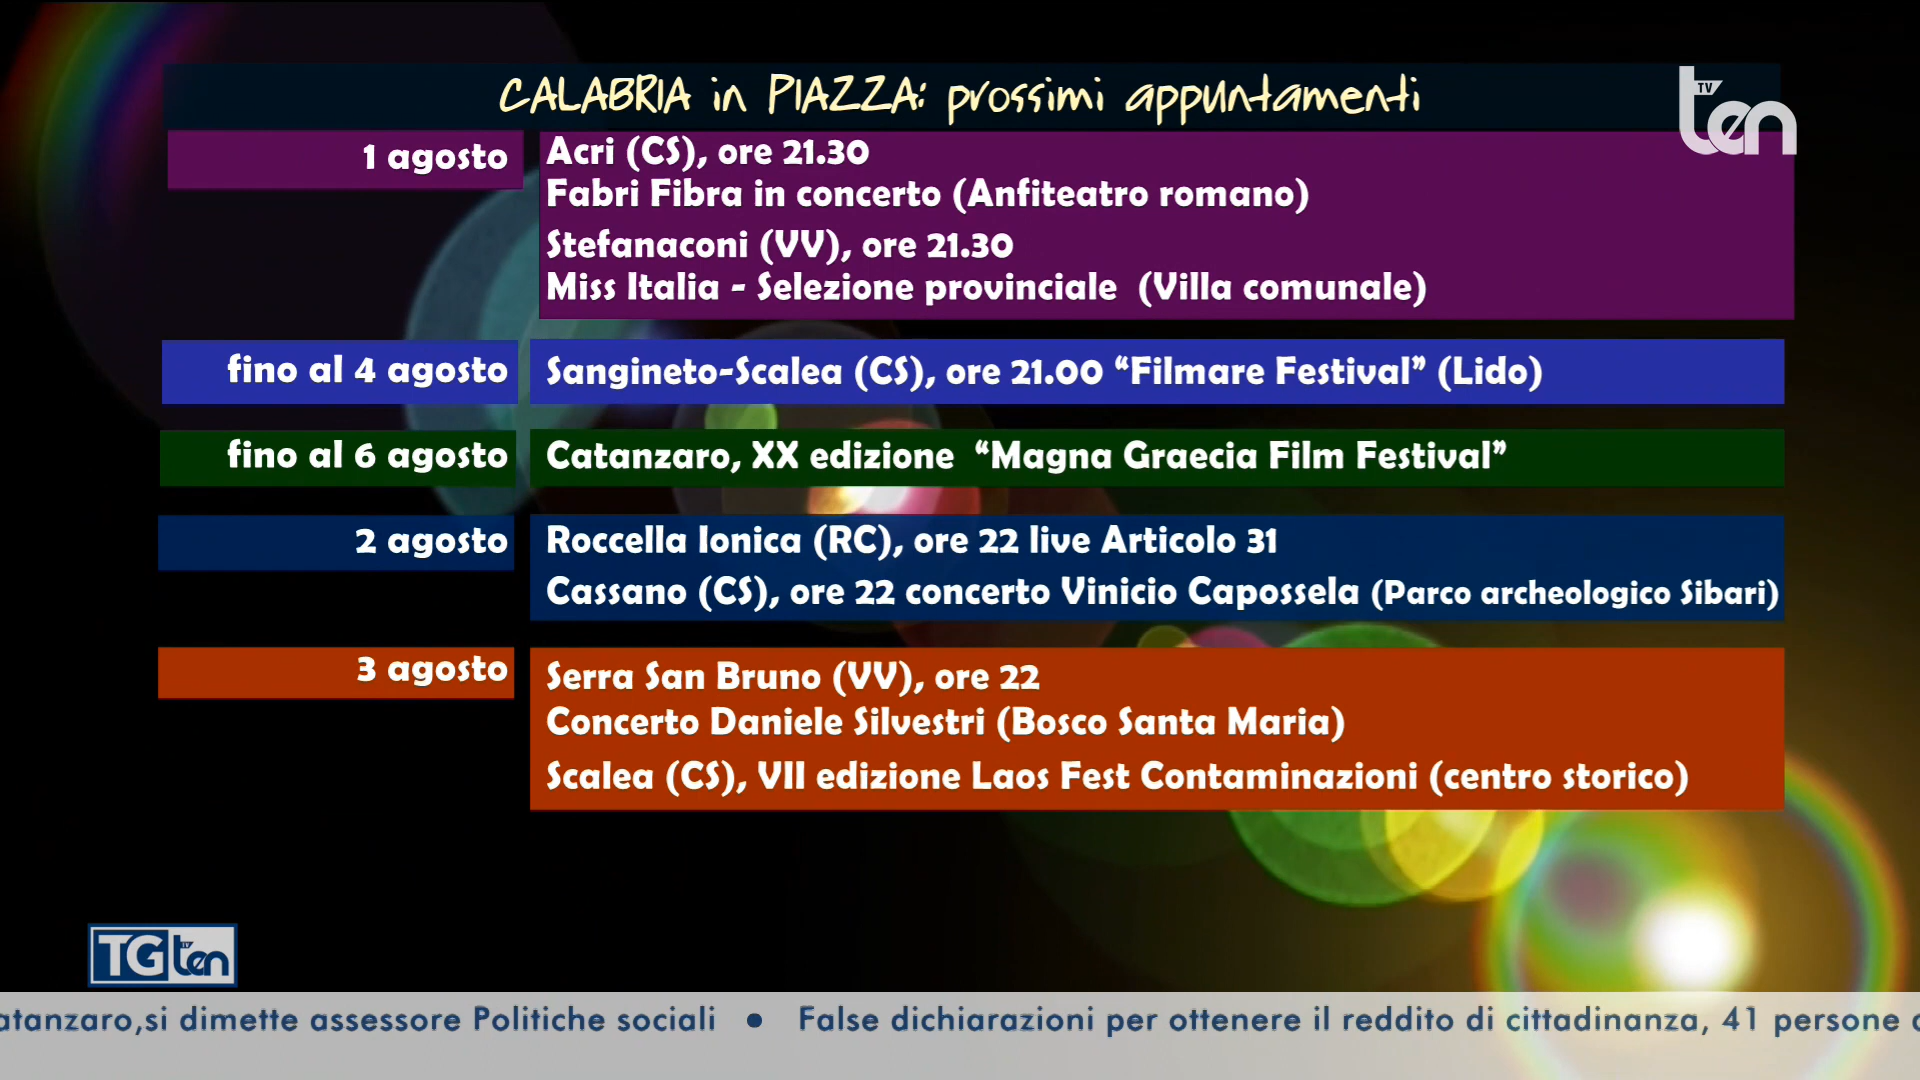 CALABRIA in PIAZZA: prossimi appuntamenti
TV
ten
1 agosto
Acri (CS), ore 21.30
Fabri Fibra in concerto (Anfiteatro romano)
Stefanaconi (VV), ore 21.30
Miss Italia - Selezione provinciale (Villa comunale)
fino al 4 agosto
Sangineto-Scalea (CS), ore 21.00 “Filmare Festival” (Lido)
fino al 6 agosto
Catanzaro, XX edizione “Magna Graecia Film Festival”
2 agosto
Roccella Ionica (RC), ore 22 live Articolo 31
Cassano (CS), ore 22 concerto Vinicio Capossela (Parco archeologico Sibari)
3 agosto
Serra San Bruno (VV), ore 22
Concerto Daniele Silvestri (Bosco Santa Maria)
Scalea (CS), VII edizione Laos Fest Contaminazioni (centro storico)
TG TV ten
atanzaro,si dimette assessore Politiche sociali • False dichiarazioni per ottenere il reddito di cittadinanza, 41 persone